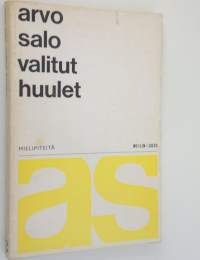 arvo
salo
valitut
huulet
MIELIPITEITÄ
as